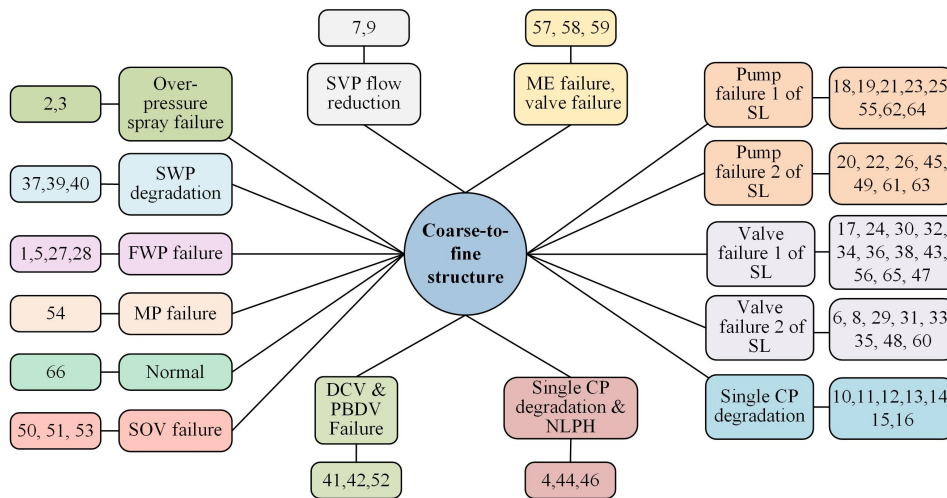 7,9
SVP flow
reduction
57, 58, 59
ME failure,
valve failure
2,3
Over-
pressure
spray failure
37,39,40
SWP
degradation
1,5,27,28
FWP failure
54
MP failure
66
Normal
50, 51, 53
SOV failure
Coarse-to-
fine
structure
Pump
failure 1 of
SL
18,19,21,23,25,
55,62,64
Pump
failure 2 of
SL
20, 22, 26, 45,
49, 61, 63
Valve
failure 1 of
SL
17, 24, 30, 32,
34, 36, 38, 43,
56, 65, 47
Valve
failure 2 of
SL
6, 8, 29, 31, 33,
35, 48, 60
Single CP
degradation
10,11,12,13,14,
15,16
DCV &
PBDV
Failure
41,42,52
Single CP
degradation &
NLPH
4,44,46